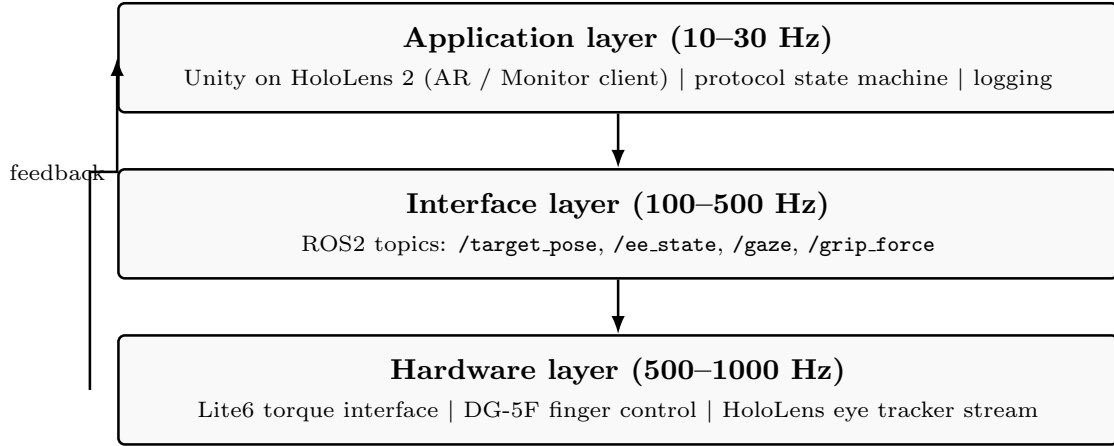 Application layer (10–30 Hz)
Unity on HoloLens 2 (AR / Monitor client) | protocol state machine | logging
feedback
Interface layer (100–500 Hz)
ROS2 topics: /target_pose, /ee_state, /gaze, /grip_force
Hardware layer (500–1000 Hz)
Lite6 torque interface | DG-5F finger control | HoloLens eye tracker stream